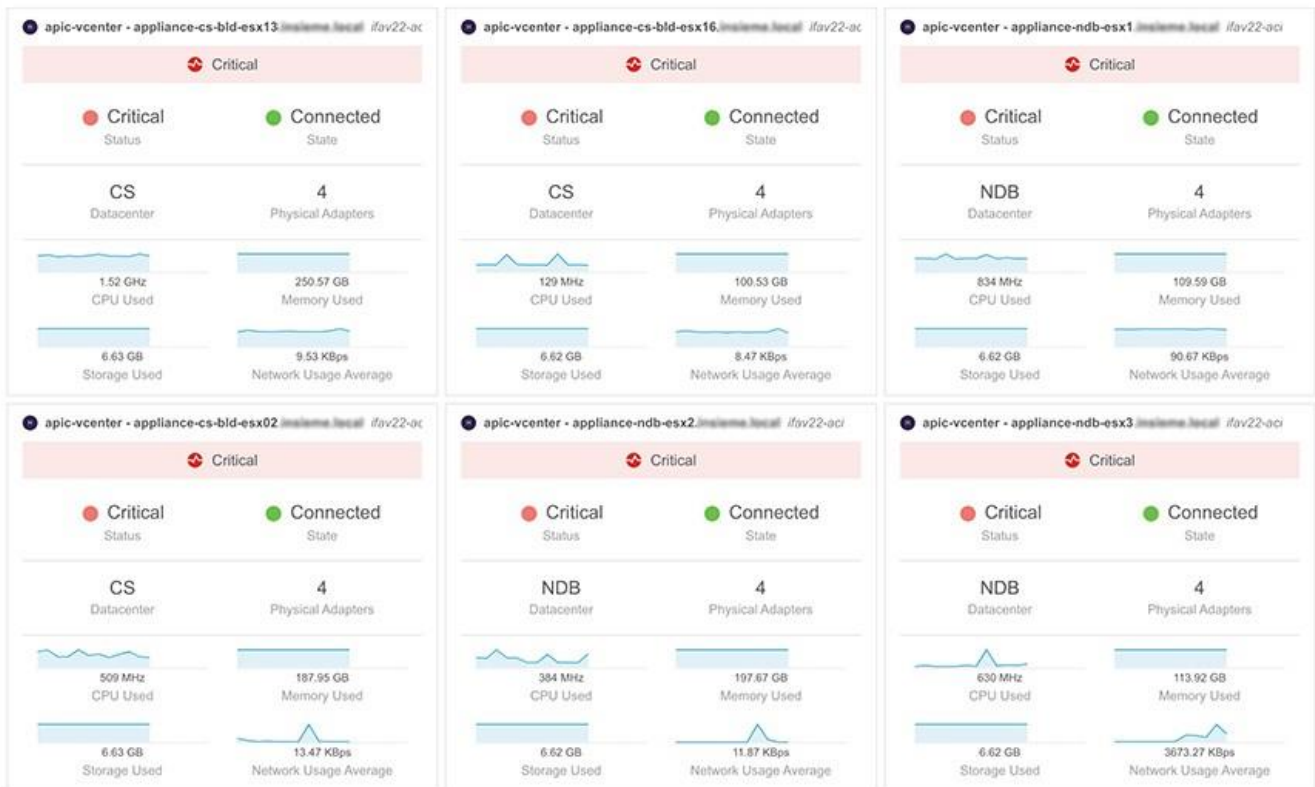 apic-vcenter - appliance-cs-bld-esx13 ifav22-ac
Critical
Critical Connected
Status State
CS 4
Datacenter Physical Adapters
1.52 GHz 250.57 GB
CPU Used Memory Used
6.63 GB 9.53 KBps
Storage Used Network Usage Average
apic-vcenter - appliance-cs-bld-esx16. ifav22-ac
Critical
Critical Connected
Status State
CS 4
Datacenter Physical Adapters
129 MHz 100.53 GB
CPU Used Memory Used
6.62 GB 8.47 KBps
Storage Used Network Usage Average
apic-vcenter - appliance-ndb-esx1. ifav22-aci
Critical
Critical Connected
Status State
NDB 4
Datacenter Physical Adapters
834 MHz 109.59 GB
CPU Used Memory Used
6.62 GB 90.67 KBps
Storage Used Network Usage Average
apic-vcenter - appliance-cs-bld-esx02 ifav22-ac
Critical
Critical Connected
Status State
CS 4
Datacenter Physical Adapters
509 MHz 187.95 GB
CPU Used Memory Used
6.63 GB 13.47 KBps
Storage Used Network Usage Average
apic-vcenter - appliance-ndb-esx2. ifav22-aci
Critical
Critical Connected
Status State
NDB 4
Datacenter Physical Adapters
384 MHz 197.67 GB
CPU Used Memory Used
6.62 GB 11.87 KBps
Storage Used Network Usage Average
apic-vcenter - appliance-ndb-esx3. ifav22-aci
Critical
Critical Connected
Status State
NDB 4
Datacenter Physical Adapters
630 MHz 113.92 GB
CPU Used Memory Used
6.62 GB 3673.27 KBps
Storage Used Network Usage Average